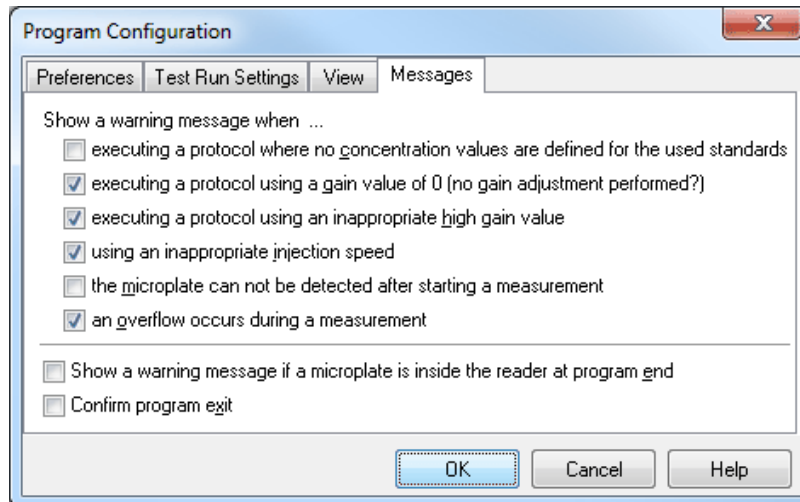 Program Configuration
Preferences Test Run Settings View Messages
Show a warning message when ...
executing a protocol where no concentration values are defined for the used standards
executing a protocol using a gain value of 0 (no gain adjustment performed?)
executing a protocol using an inappropriate high gain value
using an inappropriate injection speed
the microplate can not be detected after starting a measurement
an overflow occurs during a measurement
Show a warning message if a microplate is inside the reader at program end
Confirm program exit
OK Cancel Help